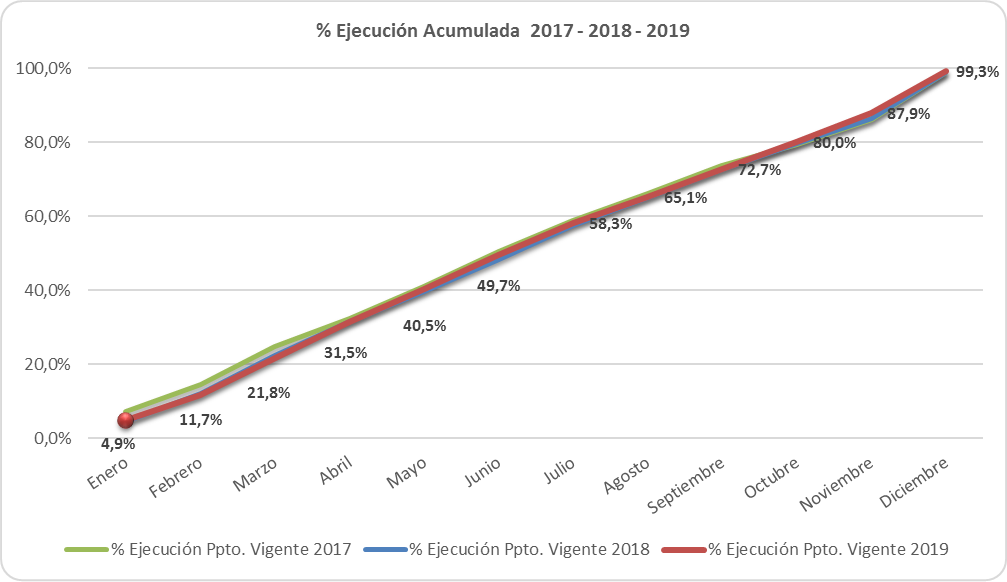 % Ejecución Acumulada 2017 - 2018 - 2019
100,0%
80,0%
60,0%
40,0%
20,0%
0,0%
4,9%
11,7%
21,8%
31,5%
40,5%
49,7%
58,3%
65,1%
72,7%
80,0%
87,9%
99,3%
Enero
Febrero
Marzo
Abril
Mayo
Junio
Julio
Agosto
Septiembre
Octubre
Noviembre
Diciembre
% Ejecución Ppto. Vigente 2017
% Ejecución Ppto. Vigente 2018
% Ejecución Ppto. Vigente 2019